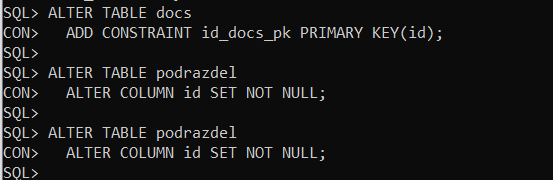 SQL> ALTER TABLE docs
CON>   ADD CONSTRAINT id_docs_pk PRIMARY KEY(id);
SQL>
SQL> ALTER TABLE podrazdel
CON>   ALTER COLUMN id SET NOT NULL;
SQL>
SQL> ALTER TABLE podrazdel
CON>   ALTER COLUMN id SET NOT NULL;
SQL>